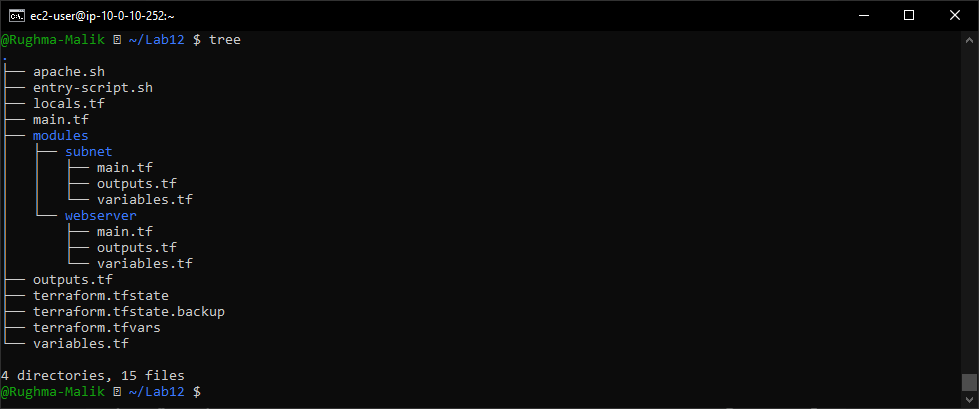 ec2-user@ip-10-0-10-252:~
@Rughma-Malik ~/Lab12 $ tree
.
├── apache.sh
├── entry-script.sh
├── locals.tf
├── main.tf
├── modules
│   ├── subnet
│   │   ├── main.tf
│   │   ├── outputs.tf
│   │   └── variables.tf
│   └── webserver
│       ├── main.tf
│       ├── outputs.tf
│       └── variables.tf
├── outputs.tf
├── terraform.tfstate
├── terraform.tfstate.backup
├── terraform.tfvars
└── variables.tf
4 directories, 15 files
@Rughma-Malik ~/Lab12 $